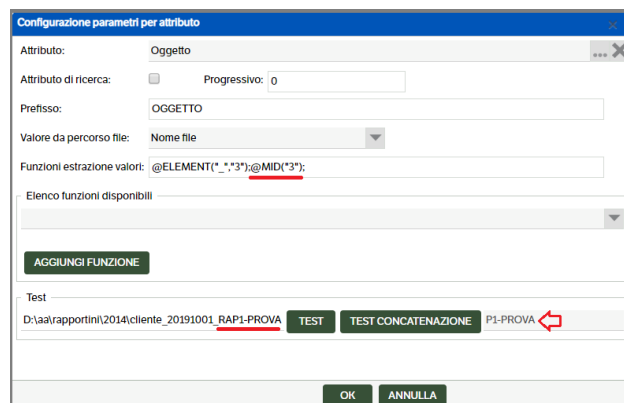 Configurazione parametri per attributo
Attributo: Oggetto ...
Attributo di ricerca: Progressivo: 0
Prefisso: OGGETTO
Valore da percorso file: Nome file
Funzioni estrazione valori: @ELEMENT("_","3");@MID("3");
Elenco funzioni disponibili
AGGIUNGI FUNZIONE
Test
D:\aa\rapportini\2014\cliente_20191001_RAP1-PROVA TEST TEST CONCATENAZIONE P1-PROVA
OK ANNULLA